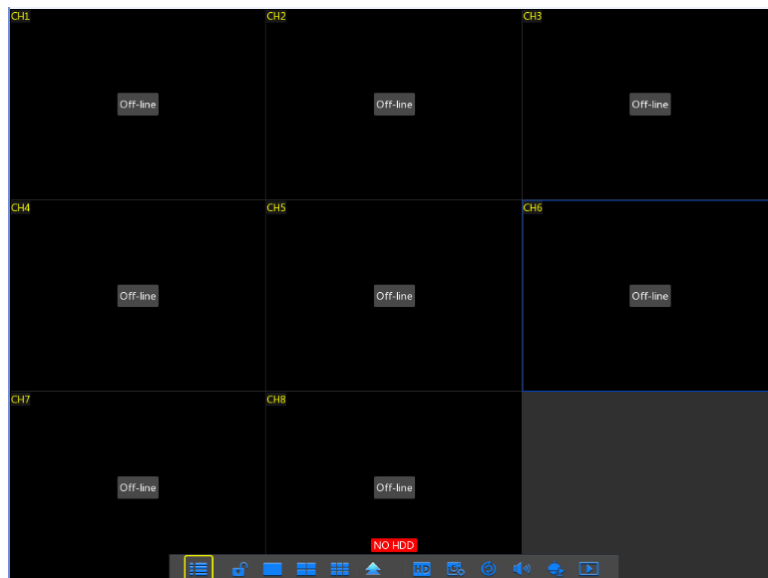 CH1 CH2 CH3
Off-line Off-line Off-line
CH4 CH5 CH6
Off-line Off-line Off-line
CH7 CH8
Off-line Off-line
NO HDD
HD